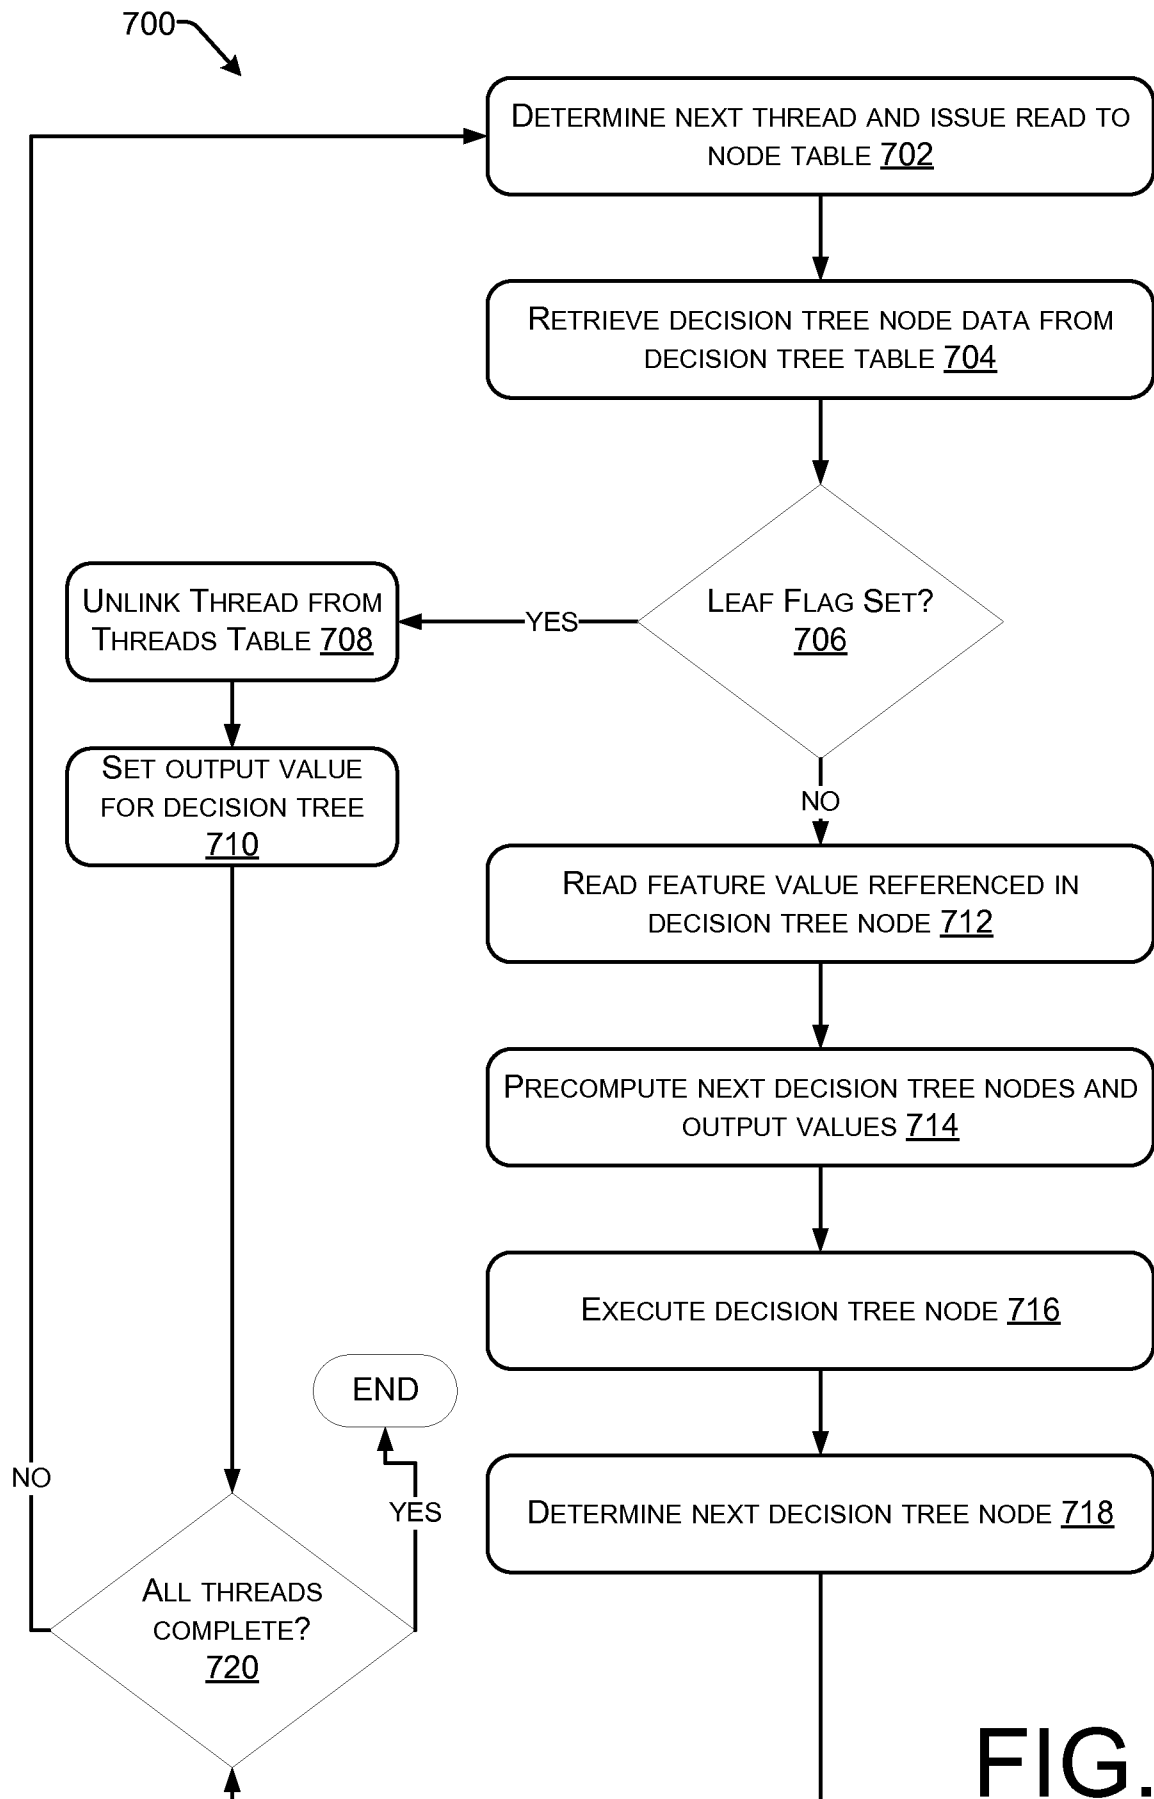 700
DETERMINE NEXT THREAD AND ISSUE READ TO
NODE TABLE 702
RETRIEVE DECISION TREE NODE DATA FROM
DECISION TREE TABLE 704
LEAF FLAG SET?
706
YES
UNLINK THREAD FROM
THREADS TABLE 708
SET OUTPUT VALUE
FOR DECISION TREE
710
NO
READ FEATURE VALUE REFERENCED IN
DECISION TREE NODE 712
PRECOMPUTE NEXT DECISION TREE NODES AND
OUTPUT VALUES 714
EXECUTE DECISION TREE NODE 716
END
DETERMINE NEXT DECISION TREE NODE 718
NO
YES
ALL THREADS
COMPLETE?
720
FIG.